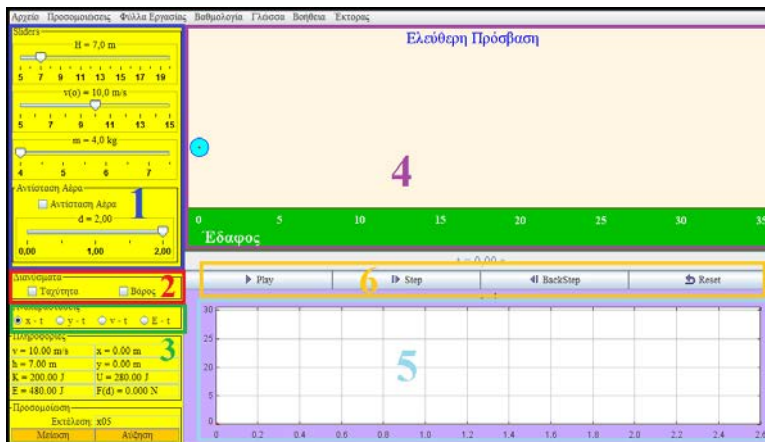 Αρχείο Προσομοιώσεις Φύλλα Εργασίας Βαθμολογία Γλώσσα Βοήθεια Έκτορας
Sliders
H = 7,0 m
5 7 9 11 13 15 17 19
v(o) = 10,0 m/s
5 7 9 11 13 15
m = 4,0 kg
4 5 6 7
Αντίσταση Αέρα
Αντίσταση Αέρα
d = 2,00
0,00 1,00 2,00
1
Διανύσματα
Ταχύτητα Βάρος
2
x - t y - t v - t E - t
3
Πληροφορίες
v = 10.00 m/s x = 0.00 m
h = 7.00 m y = 0.00 m
K = 200.00 J U = 280.00 J
E = 480.00 J F(d) = 0.000 N
Προσομοίωση
Εκτέλεση: x05
Μείωση Αύξηση
Ελεύθερη Πρόσβαση
4
0 5 10 15 20 25 30 35
Έδαφος
t = 0,00 s
Play Step BackStep Reset
6
30
25
20
5
0
0 0.2 0.4 0.6 0.8 1.0 1.2 1.4 1.6 1.8 2.0 2.2 2.4 2.6
5